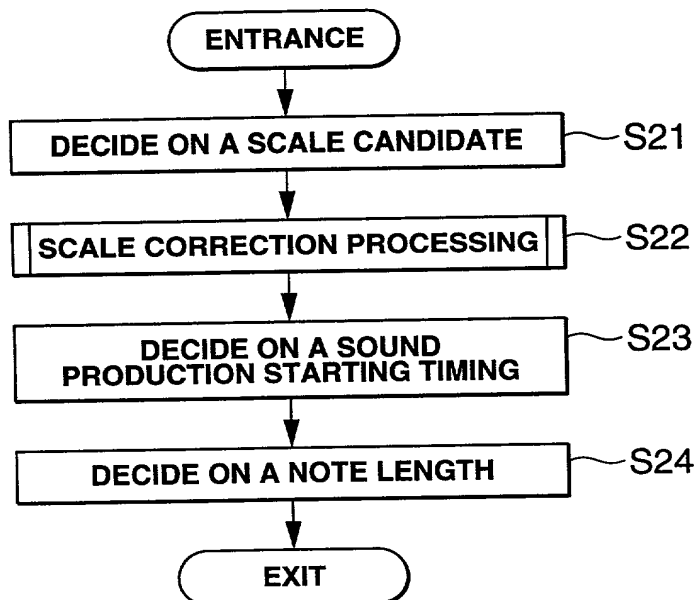 ENTRANCE
DECIDE ON A SCALE CANDIDATE
S21
SCALE CORRECTION PROCESSING
S22
DECIDE ON A SOUND
PRODUCTION STARTING TIMING
S23
DECIDE ON A NOTE LENGTH
S24
EXIT